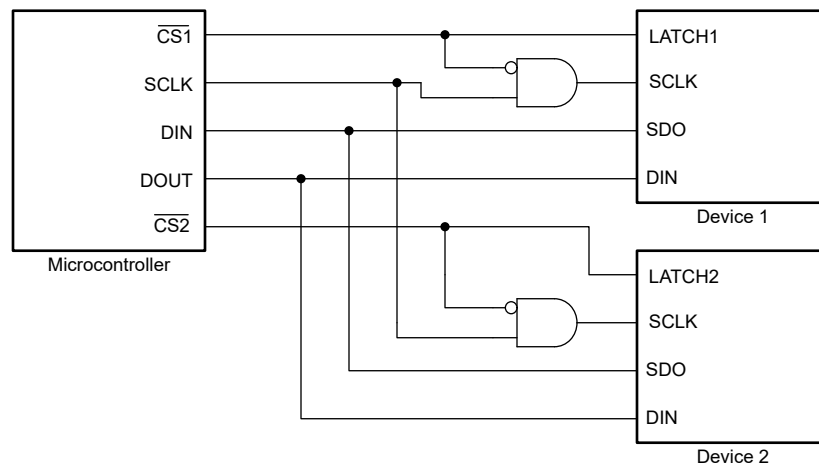 CS1
SCLK
DIN
DOUT
CS2
Microcontroller
LATCH1
SCLK
SDO
DIN
Device 1
LATCH2
SCLK
SDO
DIN
Device 2